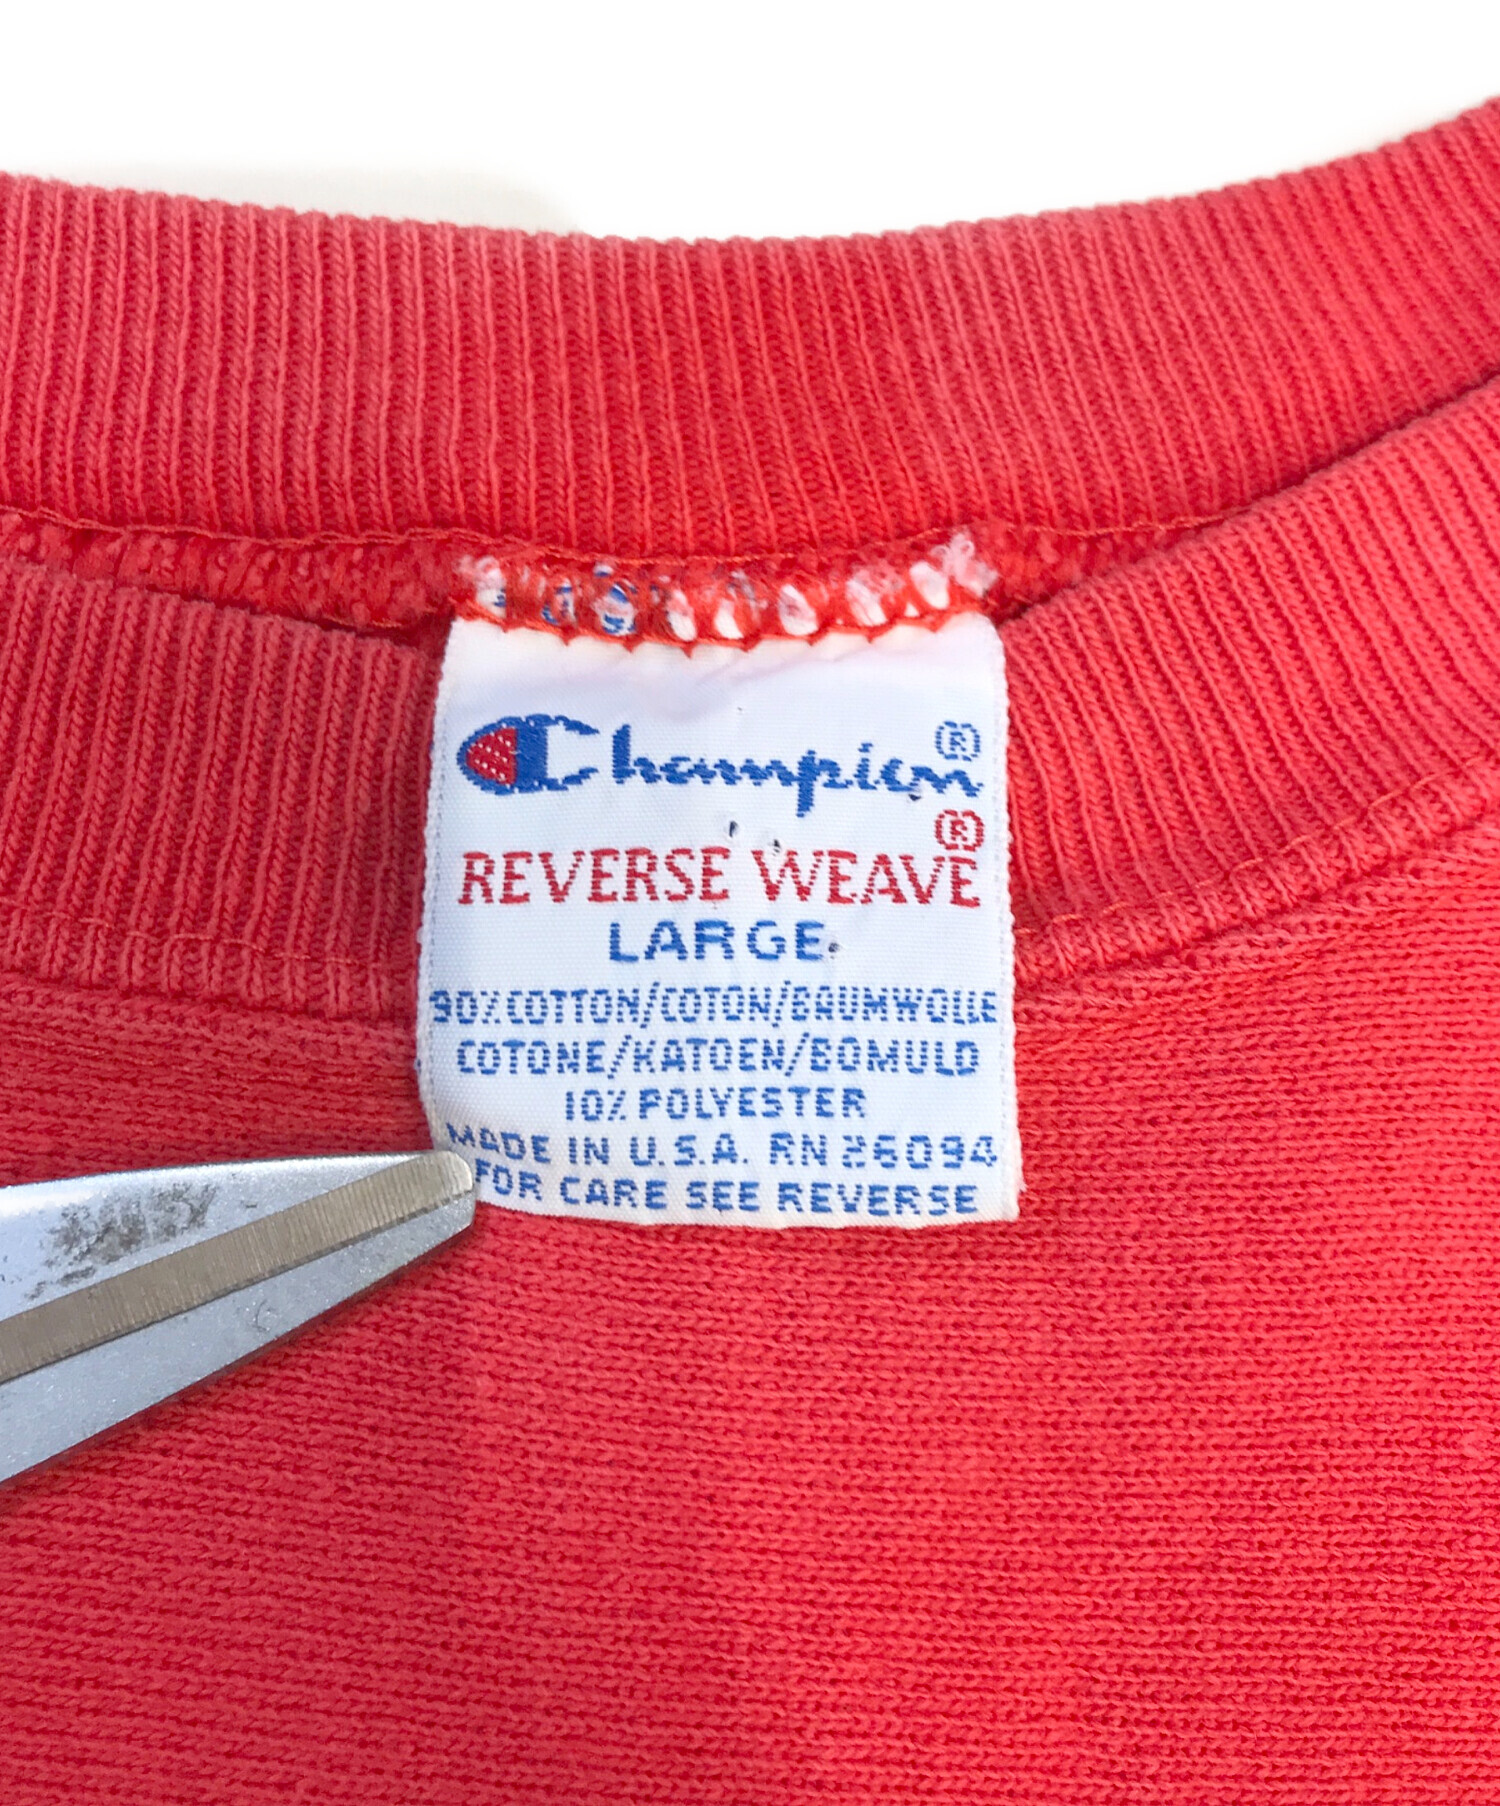 Champion®
REVERSE WEAVE®
LARGE
90% COTTON/COTON/BAUMWOLLE
COTONE/KATOEN/BOMULD
10% POLYESTER
MADE IN U.S.A. RN 26094
FOR CARE SEE REVERSE